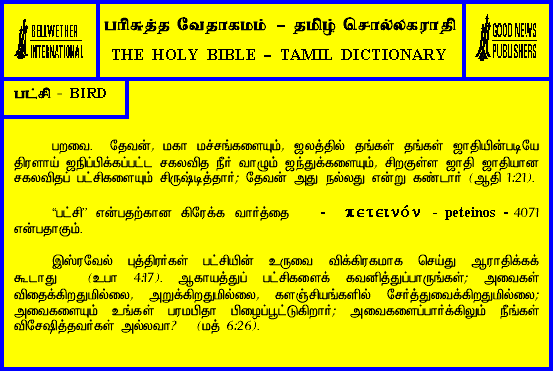 BELLWETHER
INTERNATIONAL
பரிசுத்த வேதாகமம் – தமிழ் சொல்லகராதி
THE HOLY BIBLE – TAMIL DICTIONARY
GOOD NEWS
PUBLISHERS
பட்சி - BIRD
பறவை. தேவன், மகா மச்சங்களையும், ஜலத்தில் தங்கள் தங்கள் ஜாதியின்படியே
திரளாய் ஜநிப்பிக்கப்பட்ட சகலவித நீர் வாழும் ஜந்துக்களையும், சிறகுள்ள ஜாதி ஜாதியான
சகலவிதப் பட்சிகளையும் சிருஷ்டித்தார்; தேவன் அது நல்லது என்று கண்டார் (ஆதி 1:21).
“பட்சி” என்பதற்கான கிரேக்க வார்த்தை - πετεινόν - peteinos - 4071
என்பதாகும்.
இஸ்ரவேல் புத்திரர்கள் பட்சியின் உருவை விக்கிரகமாக செய்து ஆராதிக்கக்
கூடாது (உபா 4:17). ஆகாயத்துப் பட்சிகளைக் கவனித்துப்பாருங்கள்; அவைகள்
விதைக்கிறதுமில்லை, அறுக்கிறதுமில்லை, களஞ்சியங்களில் சேர்த்துவைக்கிறதுமில்லை;
அவைகளையும் உங்கள் பரமபிதா பிழைப்பூட்டுகிறார்; அவைகளைப்பார்க்கிலும் நீங்கள்
விசேஷித்தவர்கள் அல்லவா? (மத் 6:26).